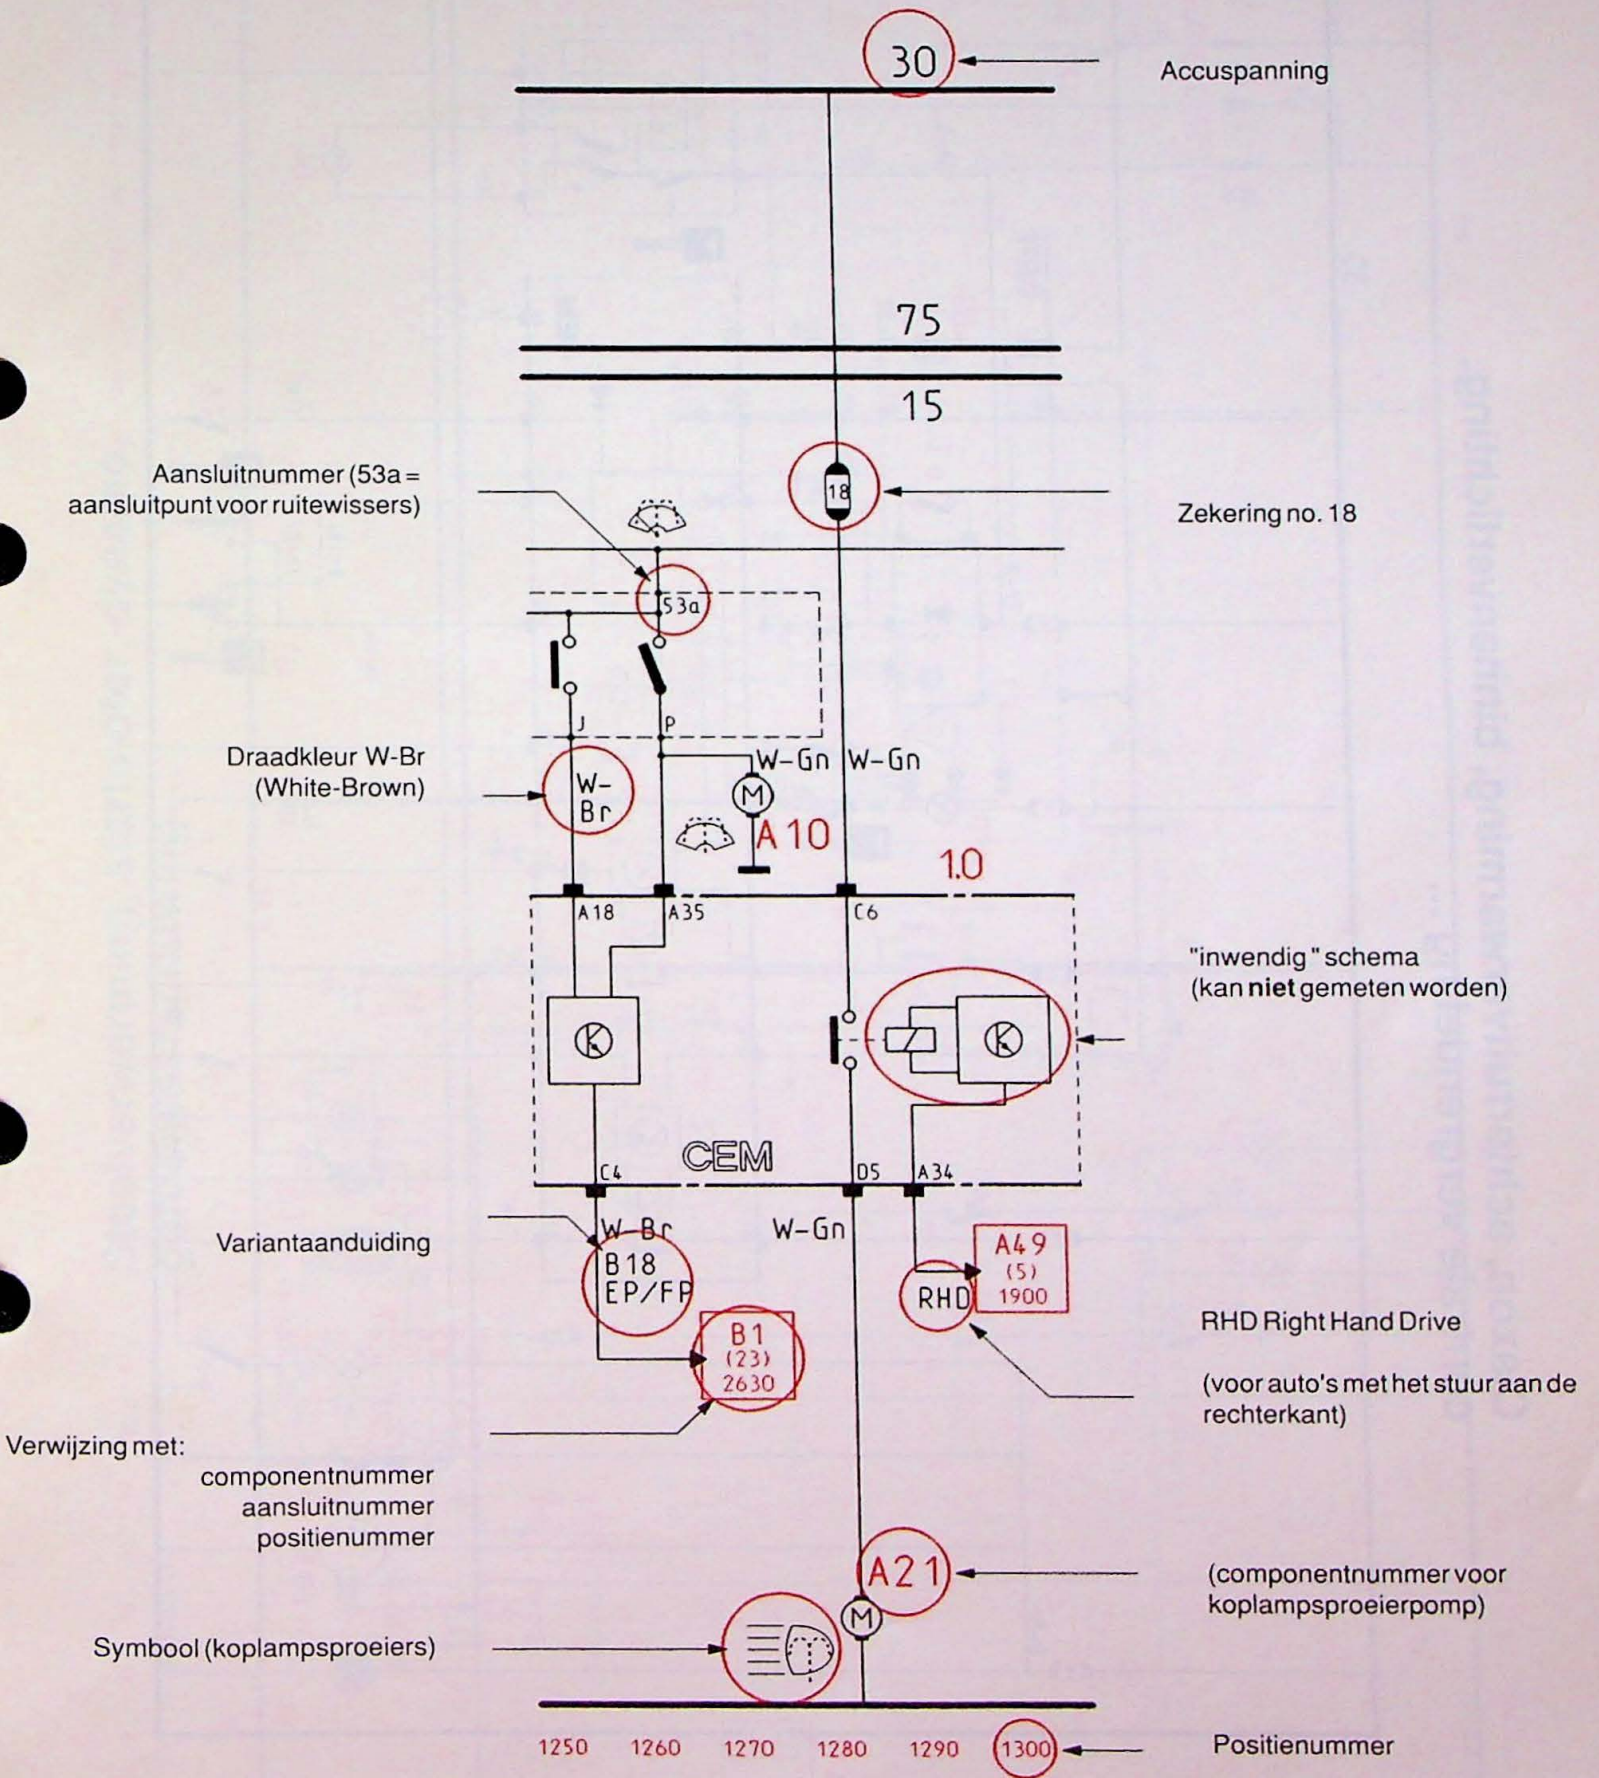 30
Accuspanning
75
15
Aansluitnummer (53a =
aansluitpunt voor ruitewissers)
18
Zekering no. 18
53a
J
P
Draadkleur W-Br
(White-Brown)
W-
Br
W-Gn
W-Gn
M
A10
1.0
A18
A35
C6
"inwendig" schema
(kan niet gemeten worden)
K
K
CEM
C4
D5
A34
Variantaanduiding
W-Br
B18
EP/FP
W-Gn
A49
(5)
1900
RHD
B1
(23)
2630
RHD Right Hand Drive
(voor auto's met het stuur aan de
rechterkant)
Verwijzing met:
componentnummer
aansluitnummer
positienummer
A21
(componentnummer voor
koplampsproeierpomp)
M
Symbool (koplampsproeiers)
1250 1260 1270 1280 1290 1300
Positienummer